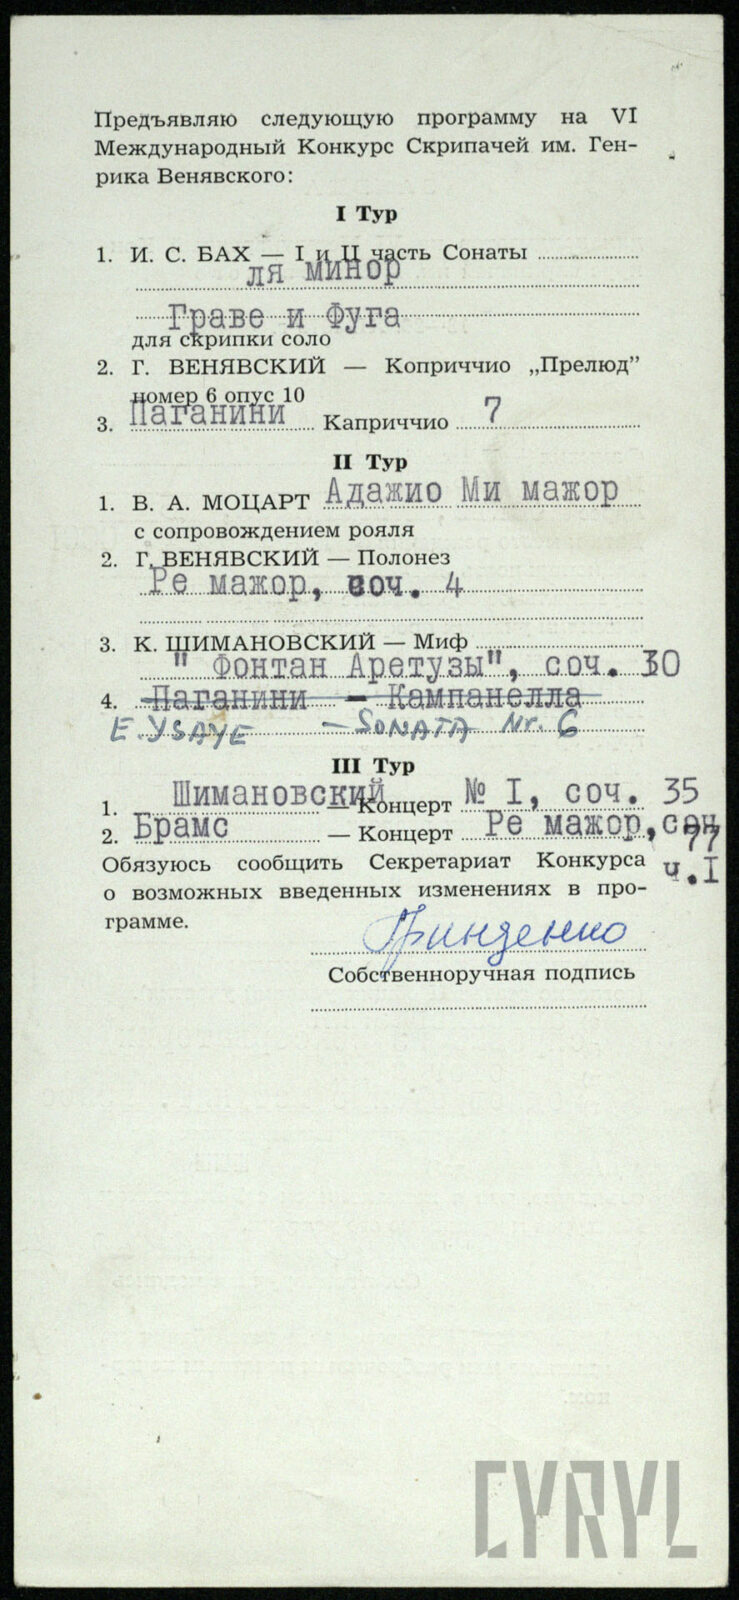 Предъявляю следующую программу на VI
Международный Конкурс Скрипачей им. Ген-
рика Венявского:
I Тур
1. И. С. БАХ — I и II часть Сонаты
ля минор
Граве и Фуга
для скрипки соло
2. Г. ВЕНЯВСКИЙ — Коприччио „Прелюд”
номер 6 опус 10
3. Паганини Каприччио 7
II Тур
1. В. А. МОЦАРТ Адажио Ми мажор
с сопровождением рояля
2. Г. ВЕНЯВСКИЙ — Полонез
Ре мажор, соч. 4
3. К. ШИМАНОВСКИЙ — Миф
" Фонтан Аретузы", соч. 30
4. Паганини - Кампанелла
E. YSAYE - SONATA Nr. 6
III Тур
1. Шимановский — Концерт № I, соч. 35
2. Брамс — Концерт Ре мажор, соч
77
ч.I
Обязуюсь сообщить Секретариат Конкурса
о возможных введенных изменениях в про-
грамме.
Гринденко
Собственноручная подпись
CYRYL